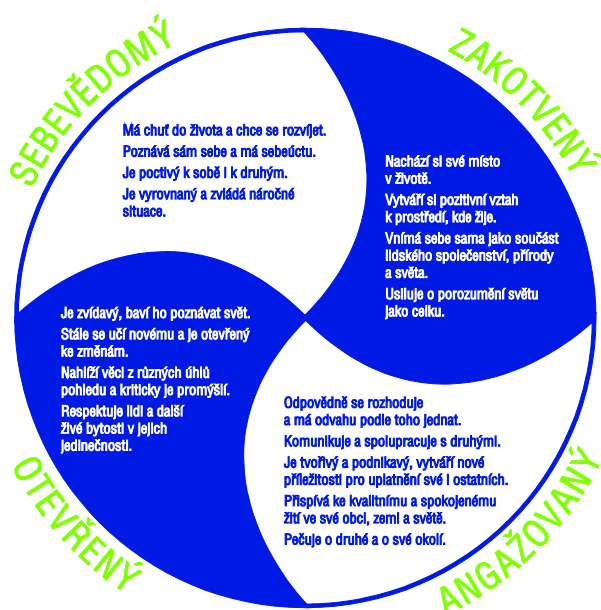 SEBEVĚDOMÝ
Má chuť do života a chce se rozvíjet.
Poznává sám sebe a má sebeúctu.
Je poctivý k sobě i k druhým.
Je vyrovnaný a zvládá náročné
situace.
ZAKOTVENÝ
Nachází si své místo
v životě.
Vytváří si pozitivní vztah
k prostředí, kde žije.
Vnímá sebe sama jako součást
lidského společenství, přírody
a světa.
Usiluje o porozumění světu
jako celku.
OTEVŘENÝ
Je zvídavý, baví ho poznávat svět.
Stále se učí novému a je otevřený
ke změnám.
Nahlíží věci z různých úhlů
pohledu a kriticky je promýšlí.
Respektuje lidi a další
živé bytosti v jejich
jedinečnosti.
ANGAŽOVANÝ
Odpovědně se rozhoduje
a má odvahu podle toho jednat.
Komunikuje a spolupracuje s druhými.
Je tvořivý a podnikavý, vytváří nové
příležitosti pro uplatnění své i ostatních.
Přispívá ke kvalitnímu a spokojenému
žití ve své obci, zemi a světě.
Pečuje o druhé a o své okolí.